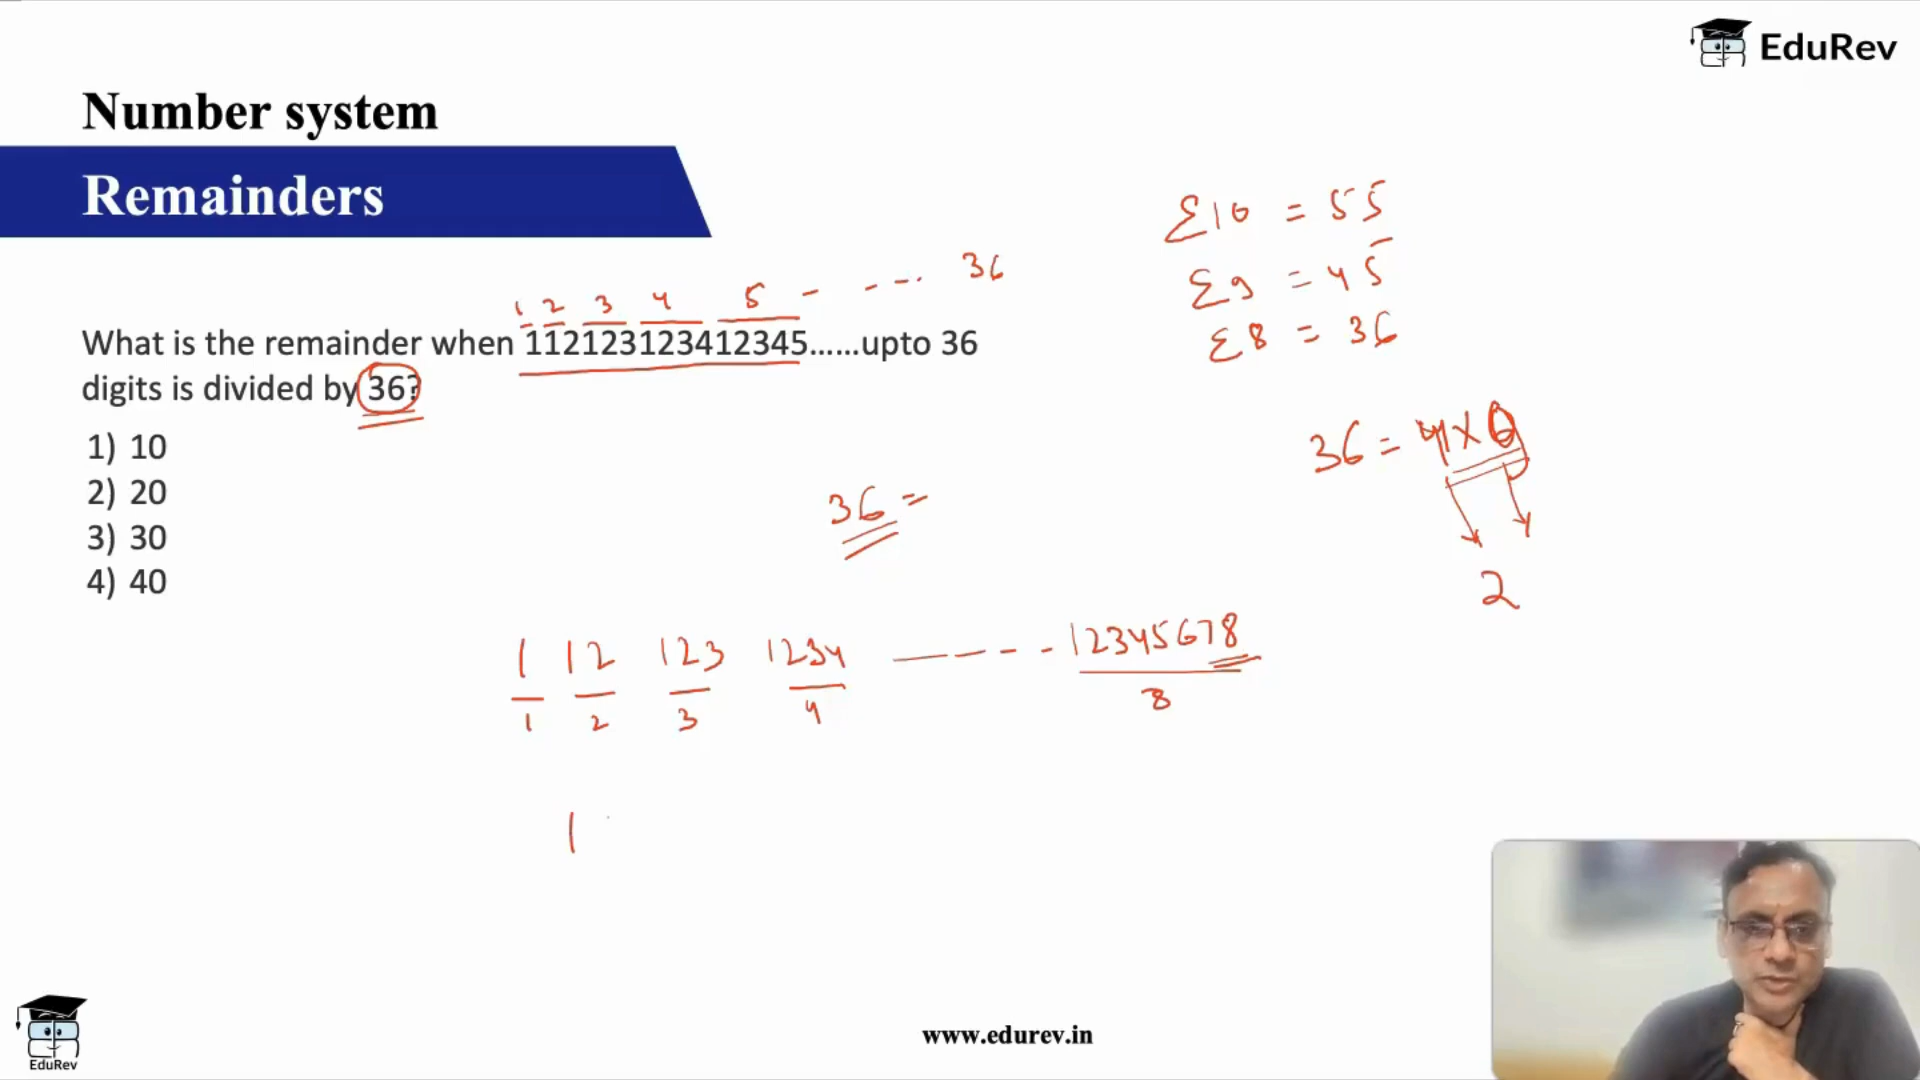 EduRev
Number system
Remainders
Σ10 = 55
Σ9 = 45
Σ8 = 36
1 2 3 4 5 - - - . 36
What is the remainder when 112123123412345......upto 36
digits is divided by 36?
1) 10
2) 20
3) 30
4) 40
36 = 4 x 9
2
36 =
1 12 123 1234 - - - - 12345678
1 2 3 4 8
1
www.edurev.in
EduRev